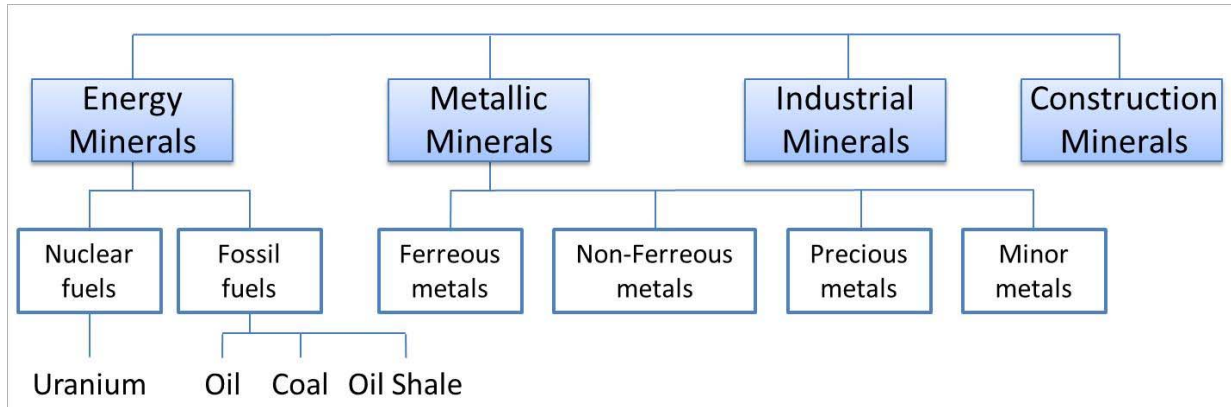 Energy
Minerals
Metallic
Minerals
Industrial
Minerals
Construction
Minerals
Nuclear
fuels
Fossil
fuels
Ferreous
metals
Non-Ferreous
metals
Precious
metals
Minor
metals
Uranium
Oil
Coal
Oil Shale